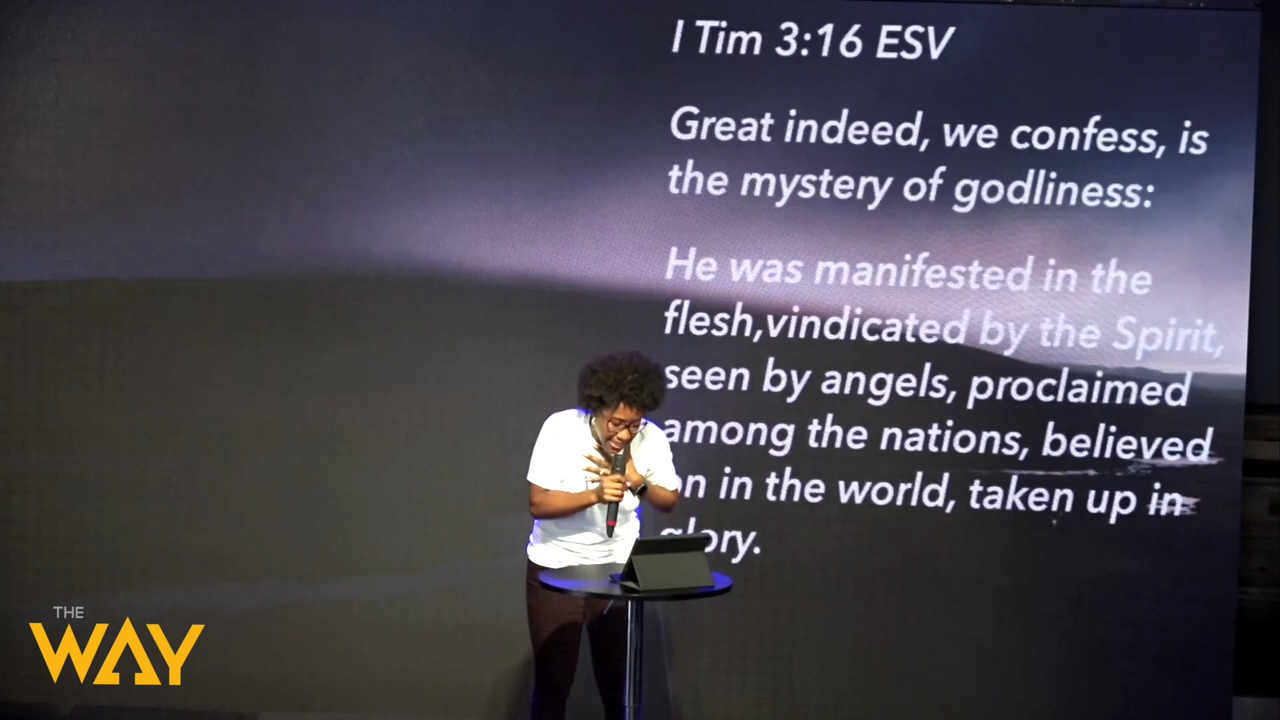 I Tim 3:16 ESV
Great indeed, we confess, is
the mystery of godliness:
He was manifested in the
flesh,vindicated by the Spirit,
seen by angels, proclaimed
among the nations, believed
on in the world, taken up in
glory.
THE
WAY